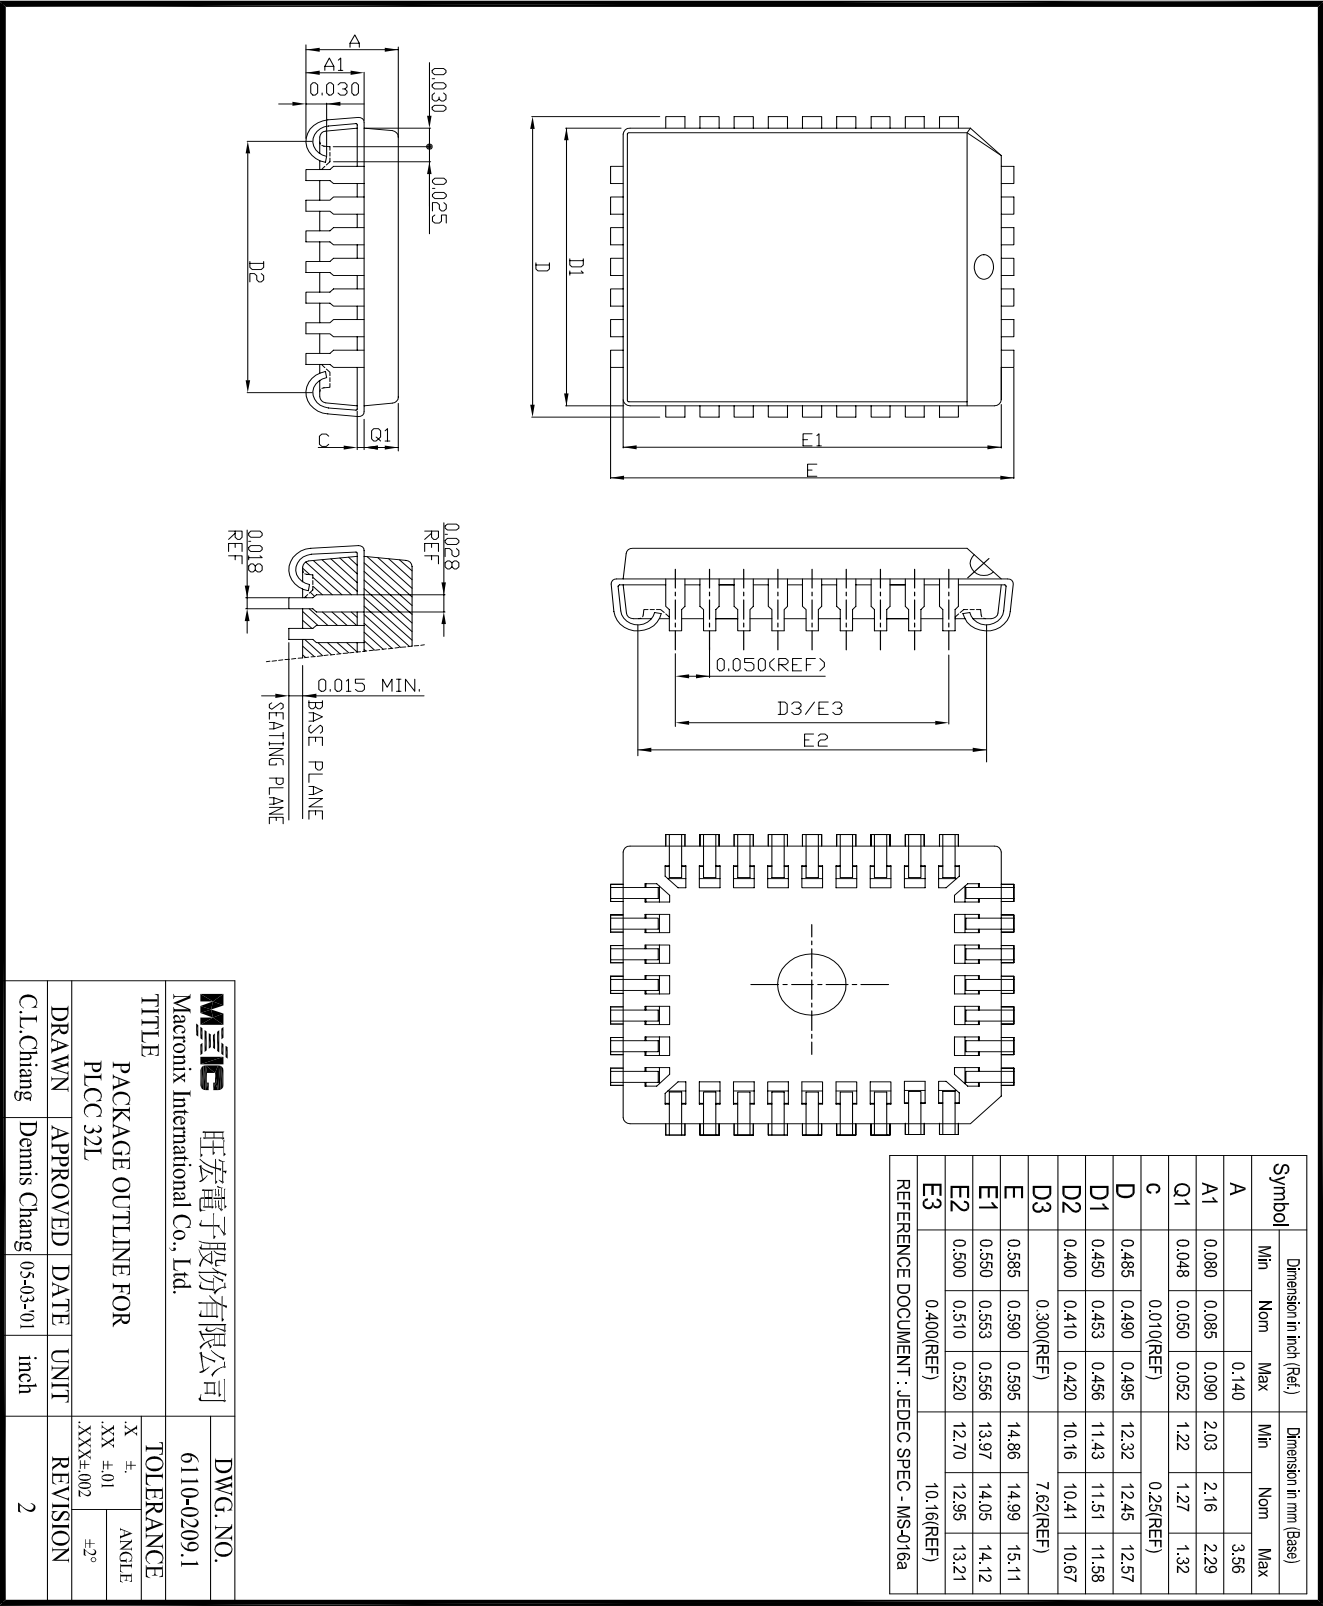 A
A1
0.030
0.030
0.025
D2
C
Q1
D
D1
E1
E
0.018
REF
0.028
REF
0.015 MIN.
BASE PLANE
SEATING PLANE
0.050(REF)
D3/E3
E2
Symbol Dimension in inch (Ref.) Dimension in mm (Base)
Min Nom Max Min Nom Max
A 0.140 3.56
A1 0.080 0.085 0.090 2.03 2.16 2.29
Q1 0.048 0.050 0.052 1.22 1.27 1.32
C 0.010(REF) 0.25(REF)
D 0.485 0.490 0.495 12.32 12.45 12.57
D1 0.450 0.453 0.456 11.43 11.51 11.58
D2 0.400 0.410 0.420 10.16 10.41 10.67
D3 0.300(REF) 7.62(REF)
E 0.585 0.590 0.595 14.86 14.99 15.11
E1 0.550 0.553 0.556 13.97 14.05 14.12
E2 0.500 0.510 0.520 12.70 12.95 13.21
E3 0.400(REF) 10.16(REF)
REFERENCE DOCUMENT : JEDEC SPEC - MS-016a
MXIC 旺宏電子股份有限公司
Macronix International Co., Ltd.
DWG. NO.
6110-0209.1
TITLE
PACKAGE OUTLINE FOR
PLCC 32L
TOLERANCE
.X ±.
.XX ±.01
.XXX±.002
ANGLE
±2°
DRAWN APPROVED DATE UNIT REVISION
C.L.Chiang Dennis Chang 05-03-'01 inch 2